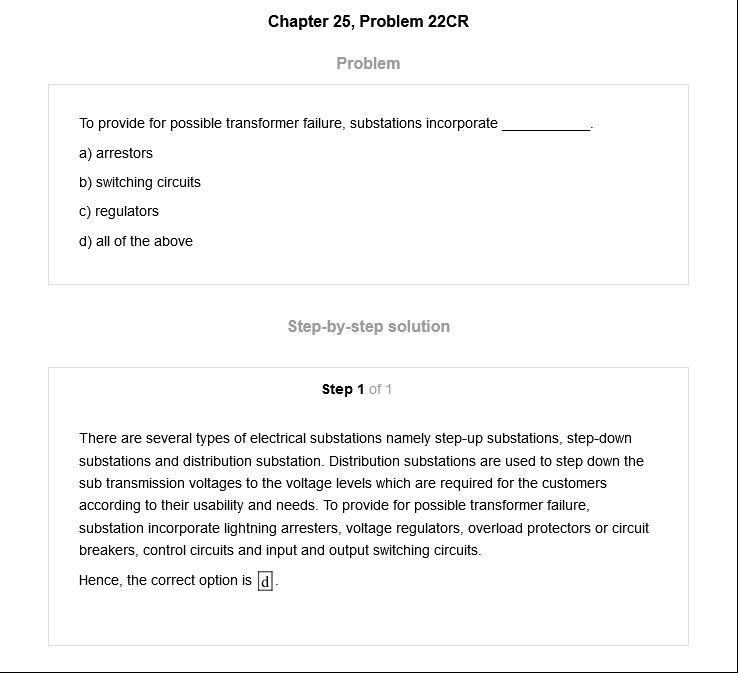 Chapter 25, Problem 22CR
Problem
To provide for possible transformer failure, substations incorporate ___________.
a) arrestors
b) switching circuits
c) regulators
d) all of the above
Step-by-step solution
Step 1 of 1
There are several types of electrical substations namely step-up substations, step-down
substations and distribution substation. Distribution substations are used to step down the
sub transmission voltages to the voltage levels which are required for the customers
according to their usability and needs. To provide for possible transformer failure,
substation incorporate lightning arresters, voltage regulators, overload protectors or circuit
breakers, control circuits and input and output switching circuits.
Hence, the correct option is d.